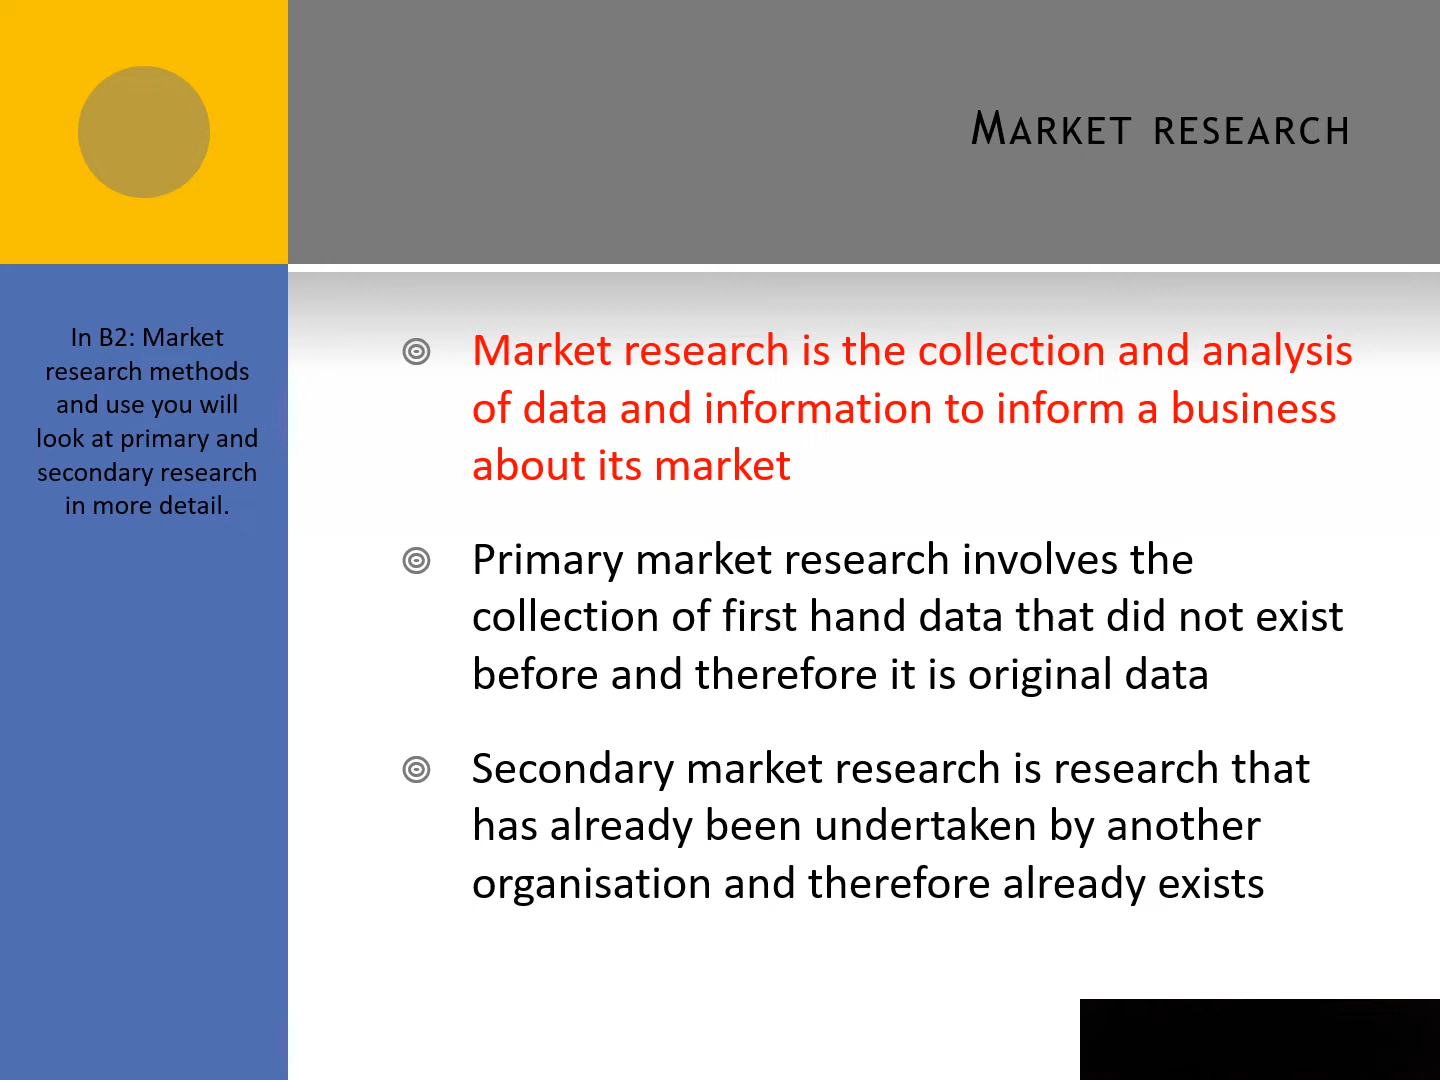 Market research
In B2: Market
research methods
and use you will
look at primary and
secondary research
in more detail.
Market research is the collection and analysis
of data and information to inform a business
about its market
Primary market research involves the
collection of first hand data that did not exist
before and therefore it is original data
Secondary market research is research that
has already been undertaken by another
organisation and therefore already exists